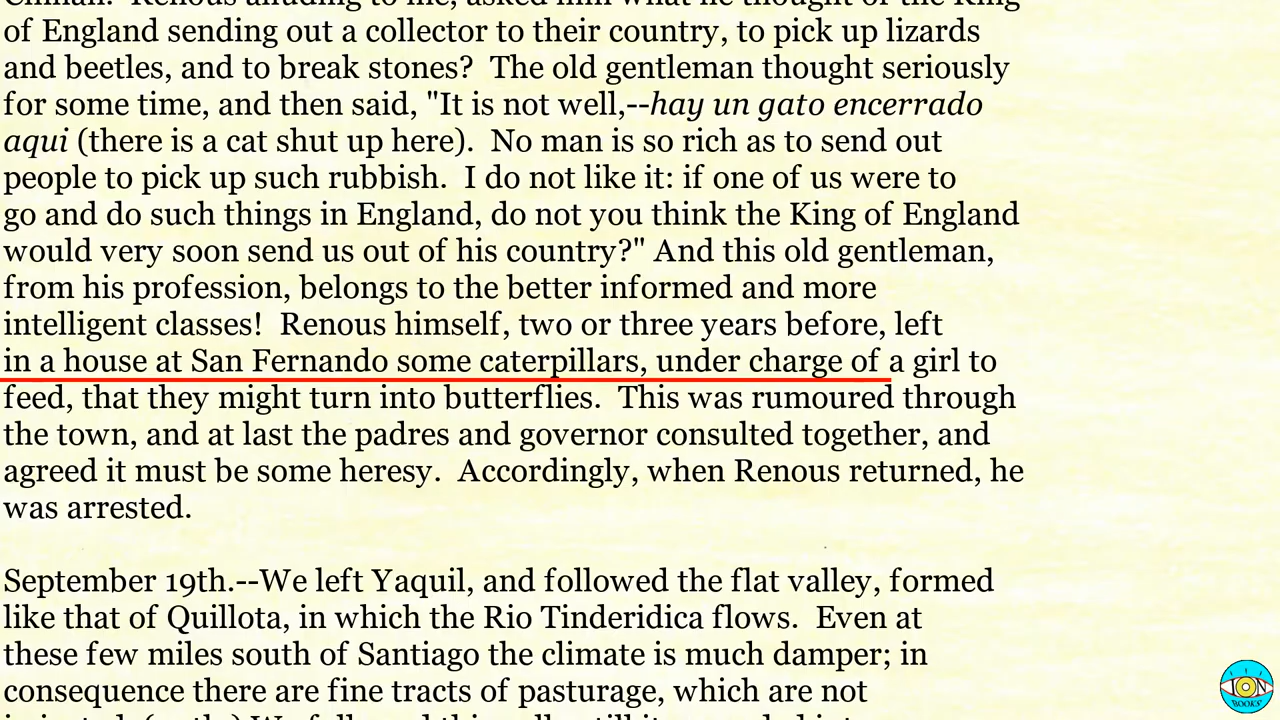 of England sending out a collector to their country, to pick up lizards
and beetles, and to break stones?  The old gentleman thought seriously
for some time, and then said, "It is not well,--hay un gato encerrado
aqui (there is a cat shut up here).  No man is so rich as to send out
people to pick up such rubbish.  I do not like it: if one of us were to
go and do such things in England, do not you think the King of England
would very soon send us out of his country?" And this old gentleman,
from his profession, belongs to the better informed and more
intelligent classes!  Renous himself, two or three years before, left
in a house at San Fernando some caterpillars, under charge of a girl to
feed, that they might turn into butterflies.  This was rumoured through
the town, and at last the padres and governor consulted together, and
agreed it must be some heresy.  Accordingly, when Renous returned, he
was arrested.
September 19th.--We left Yaquil, and followed the flat valley, formed
like that of Quillota, in which the Rio Tinderidica flows.  Even at
these few miles south of Santiago the climate is much damper; in
consequence there are fine tracts of pasturage, which are not
ION
BOOKS